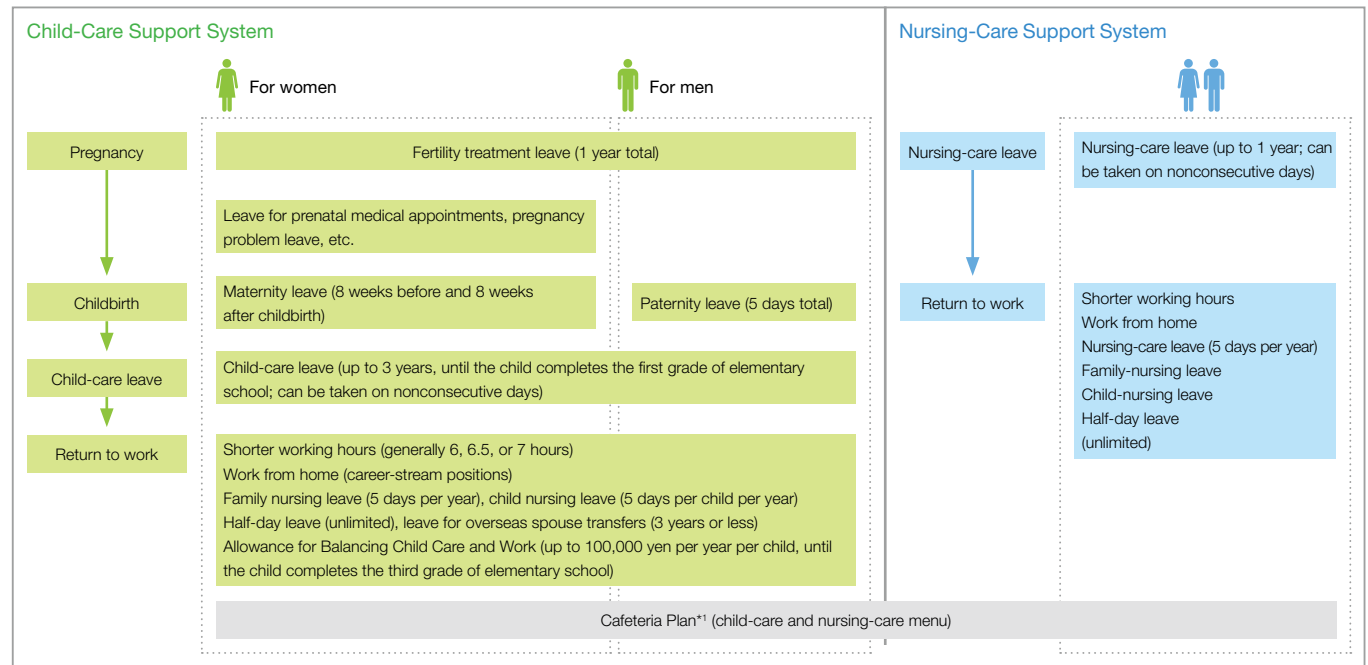 Child-Care Support System
For women
For men
Pregnancy
Fertility treatment leave (1 year total)
Leave for prenatal medical appointments, pregnancy
problem leave, etc.
Childbirth
Maternity leave (8 weeks before and 8 weeks
after childbirth)
Paternity leave (5 days total)
Child-care leave
Child-care leave (up to 3 years, until the child completes the first grade of elementary
school; can be taken on nonconsecutive days)
Return to work
Shorter working hours (generally 6, 6.5, or 7 hours)
Work from home (career-stream positions)
Family nursing leave (5 days per year), child nursing leave (5 days per child per year)
Half-day leave (unlimited), leave for overseas spouse transfers (3 years or less)
Allowance for Balancing Child Care and Work (up to 100,000 yen per year per child, until
the child completes the third grade of elementary school)
Nursing-Care Support System
Nursing-care leave
Nursing-care leave (up to 1 year; can
be taken on nonconsecutive days)
Return to work
Shorter working hours
Work from home
Nursing-care leave (5 days per year)
Family-nursing leave
Child-nursing leave
Half-day leave
(unlimited)
Cafeteria Plan*1 (child-care and nursing-care menu)